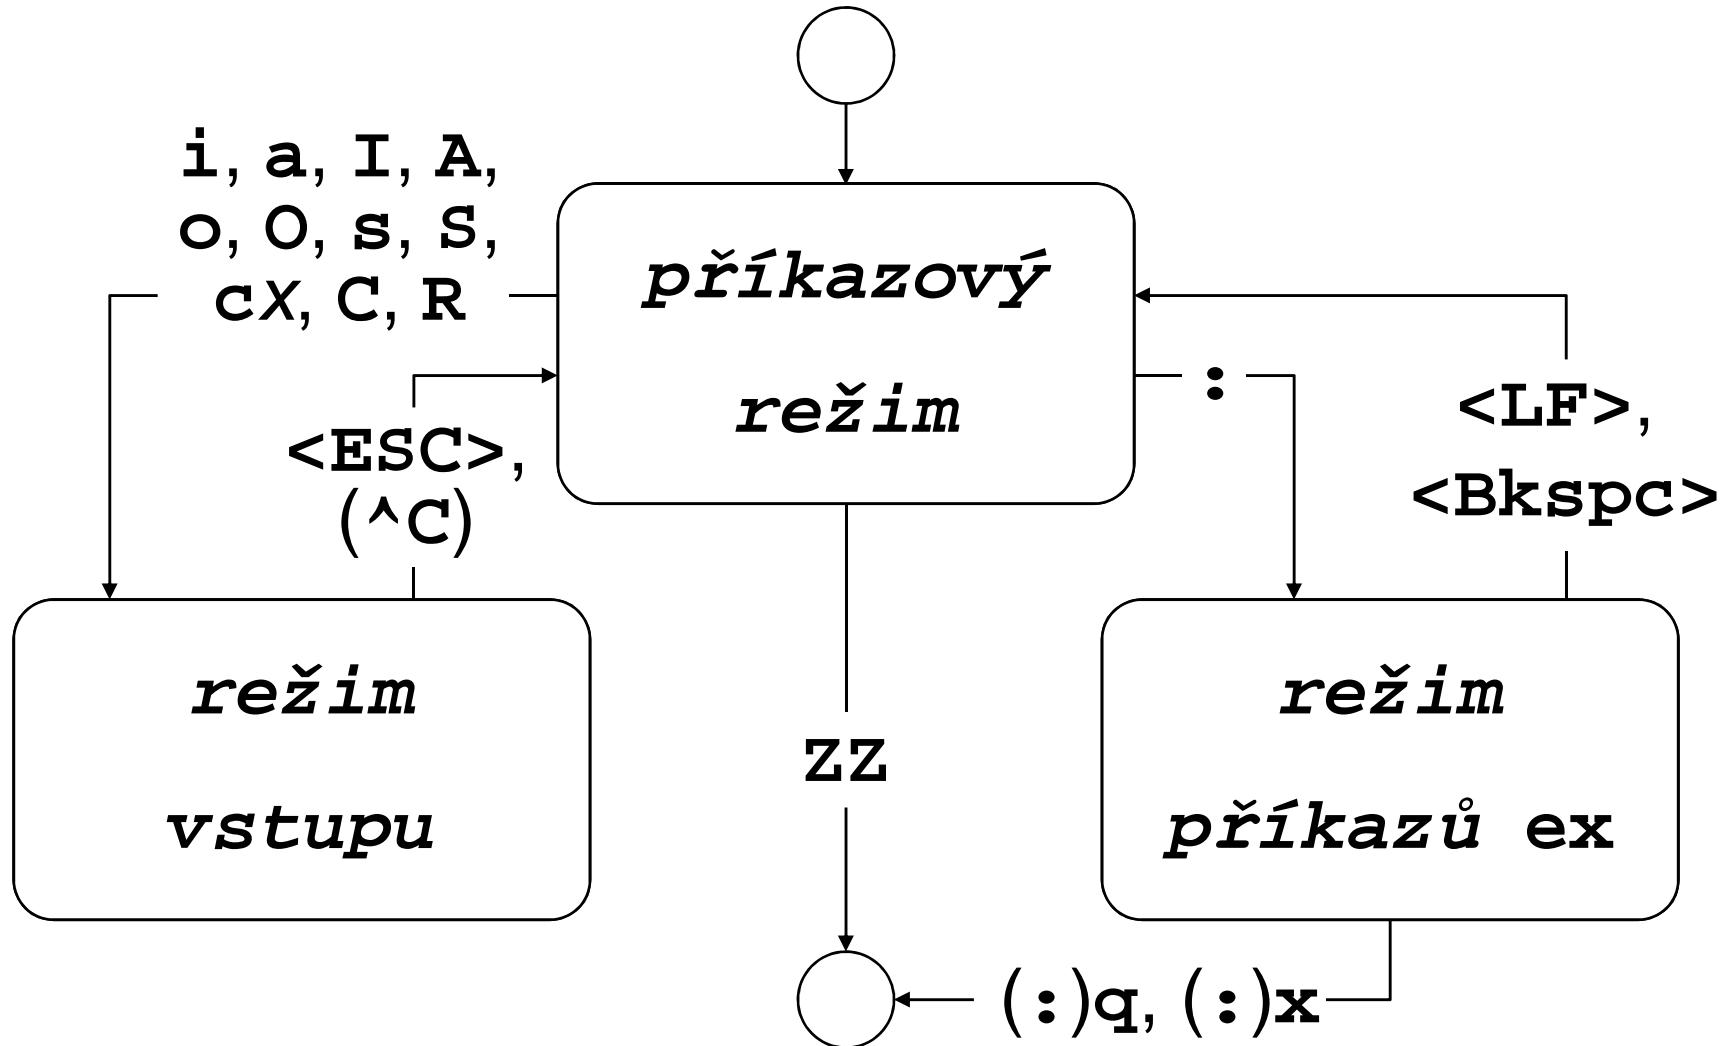 i, a, I, A,
o, O, s, S,
cX, C, R
příkazový
režim
:
<LF>,
<Bkspc>
<ESC>,
(^C)
režim
vstupu
ZZ
režim
příkazů ex
(:)q, (:)x